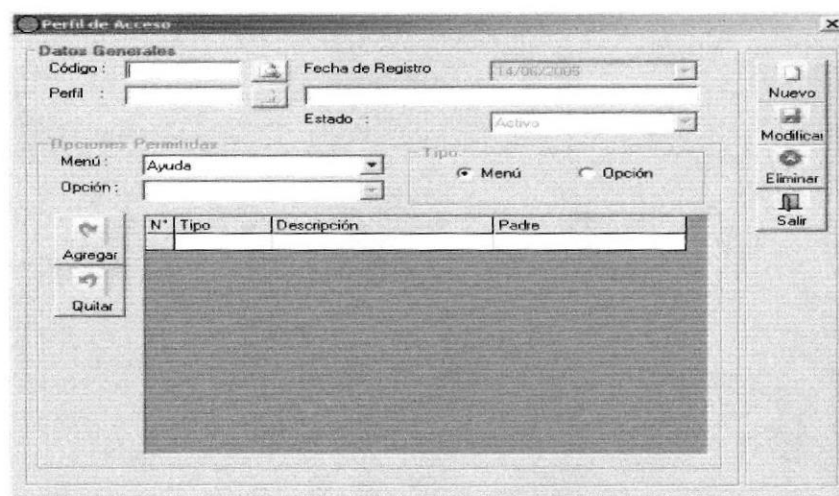 Perfil de Acceso
Datos Generales
Código : Fecha de Registro 14/06/2005
Perfil :
Estado : Activo
Nuevo
Modificar
Eliminar
Salir
Opciones Permitidas
Menú : Ayuda
Opción :
Tipo
Menú Opción
Agregar
Quitar
N° Tipo Descripción Padre